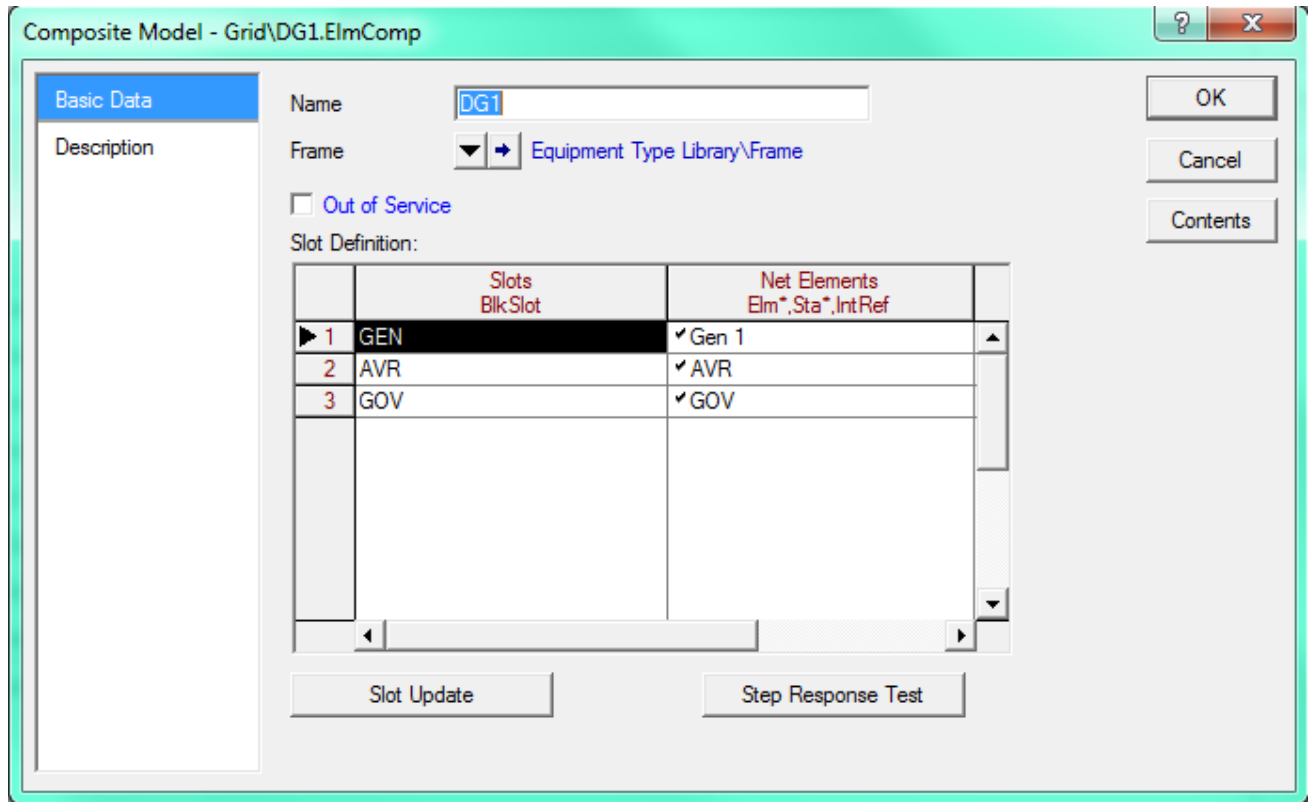 Composite Model - Grid\DG1.ElmComp
?
X
Basic Data
Description
Name DG1
Frame Equipment Type Library\Frame
Out of Service
Slot Definition:
Slots Net Elements
BlkSlot Elm*,Sta*,IntRef
1 GEN Gen 1
2 AVR AVR
3 GOV GOV
Slot Update Step Response Test
OK
Cancel
Contents